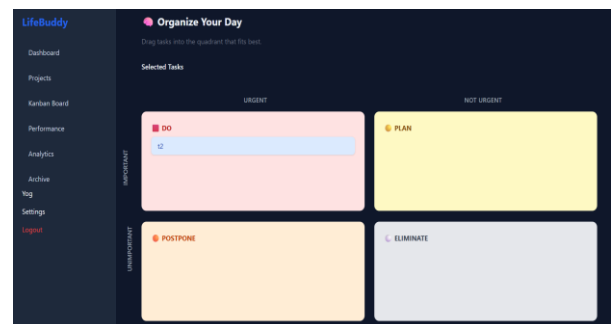 LifeBuddy
Dashboard
Projects
Kanban Board
Performance
Analytics
Archive
Yog
Settings
Logout
Organize Your Day
Drag tasks into the quadrant that fits best.
Selected Tasks
URGENT
NOT URGENT
IMPORTANT
DO
t2
PLAN
UNIMPORTANT
POSTPONE
ELIMINATE